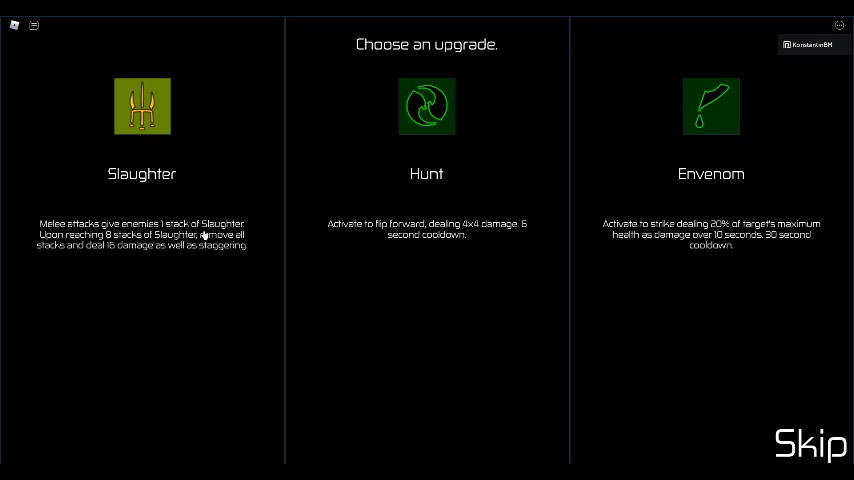 Choose an upgrade.
KonstantinBM
Slaughter
Melee attacks give enemies 1 stack of Slaughter.
Upon reaching 8 stacks of Slaughter, remove all
stacks and deal 16 damage as well as staggering.
Hunt
Activate to flip forward, dealing 4x4 damage. 6
second cooldown.
Envenom
Activate to strike dealing 20% of target's maximum
health as damage over 10 seconds. 30 second
cooldown.
Skip